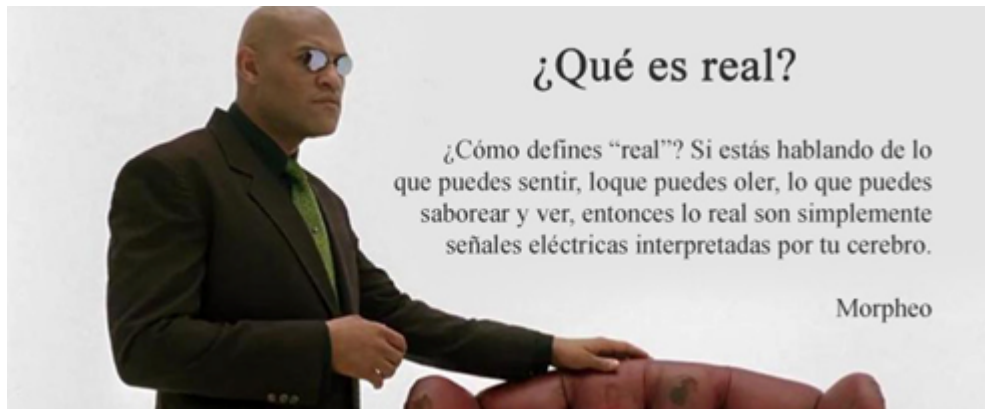 ¿Qué es real?
¿Cómo defines “real”? Si estás hablando de lo
que puedes sentir, loque puedes oler, lo que puedes
saborear y ver, entonces lo real son simplemente
señales eléctricas interpretadas por tu cerebro.
Morpheo